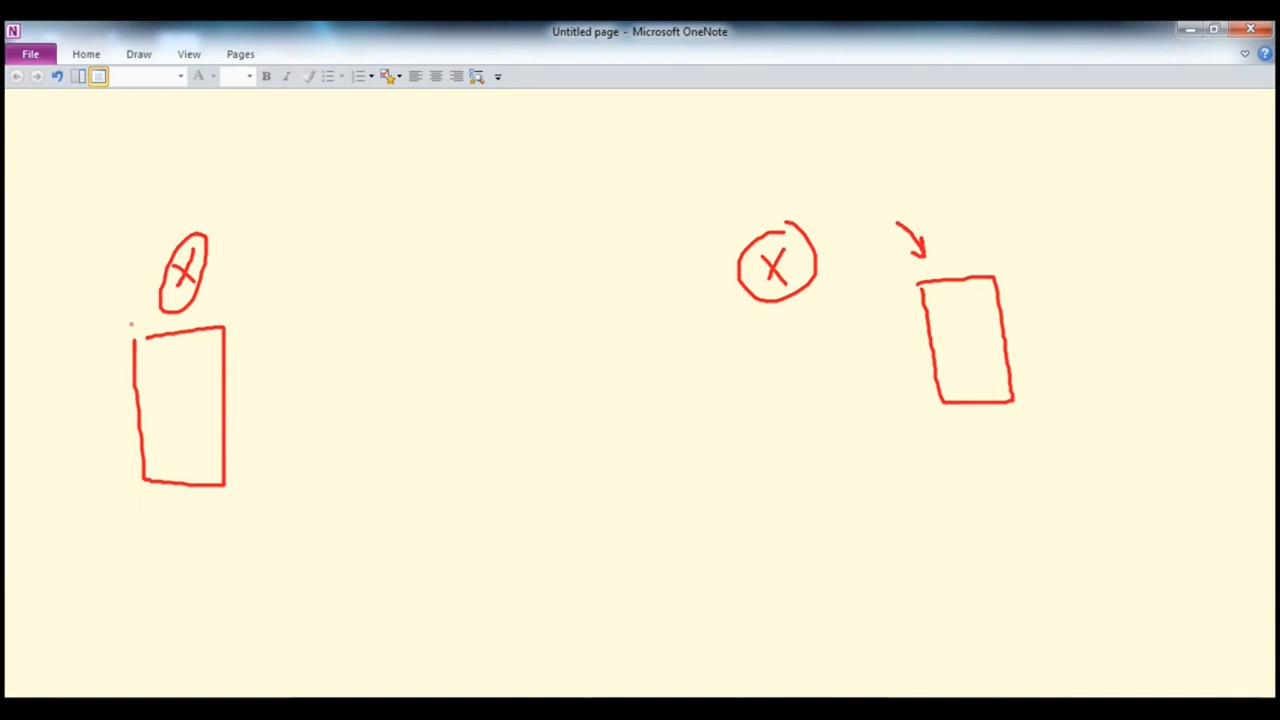 Untitled page - Microsoft OneNote
File Home Draw View Pages
A B I
X X